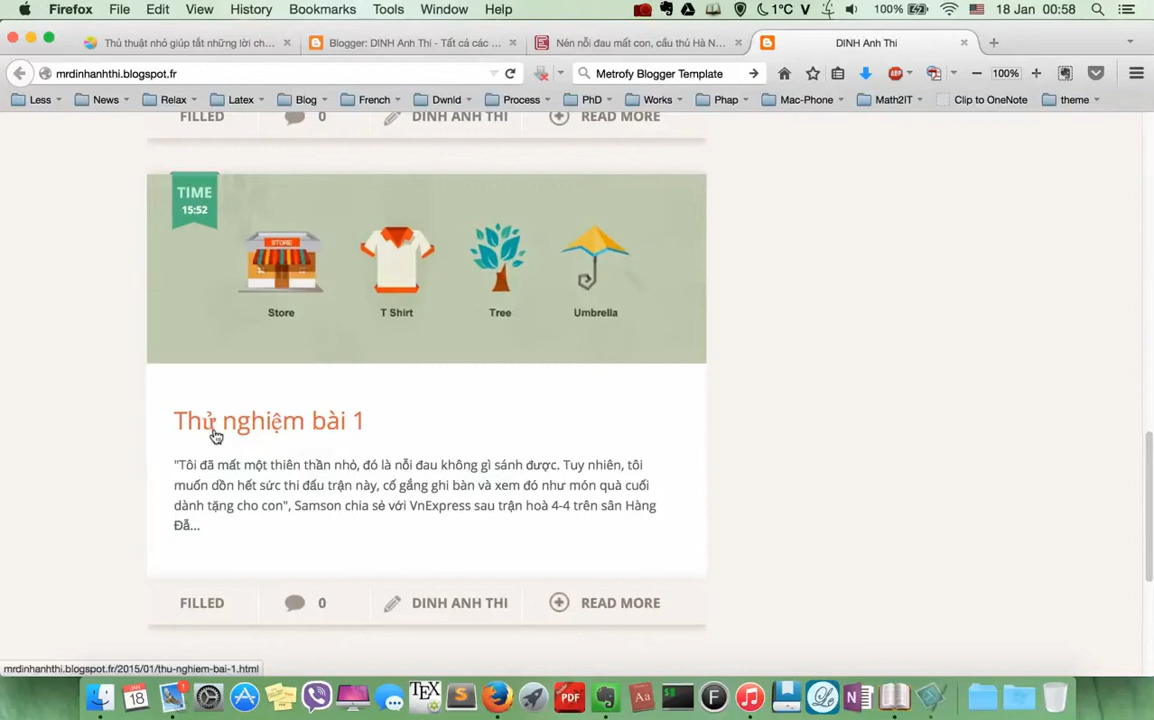 Firefox File Edit View History Bookmarks Tools Window Help 1°C V 100% 18 Jan 00:58
Thủ thuật nhỏ giúp tắt những lời ch... Blogger: DINH Anh Thi - Tất cả các ... Nén nỗi đau mất con, cầu thủ Hà N... DINH Anh Thi
mrdinhanhthi.blogspot.fr Metrofy Blogger Template 100%
Less News Relax Latex Blog French Dwnld Process PhD Works Phap Mac-Phone Math2IT Clip to OneNote theme
FILLED 0 DINH ANH THI READ MORE
TIME
15:52
STORE
Store T Shirt Tree Umbrella
Thử nghiệm bài 1
"Tôi đã mất một thiên thần nhỏ, đó là nỗi đau không gì sánh được. Tuy nhiên, tôi
muốn dồn hết sức thi đấu trận này, cố gắng ghi bàn và xem đó như món quà cuối
dành tặng cho con", Samson chia sẻ với VnExpress sau trận hoà 4-4 trên sân Hàng
Đẫ...
FILLED 0 DINH ANH THI READ MORE
mrdinhanhthi.blogspot.fr/2015/01/thu-nghiem-bai-1.html